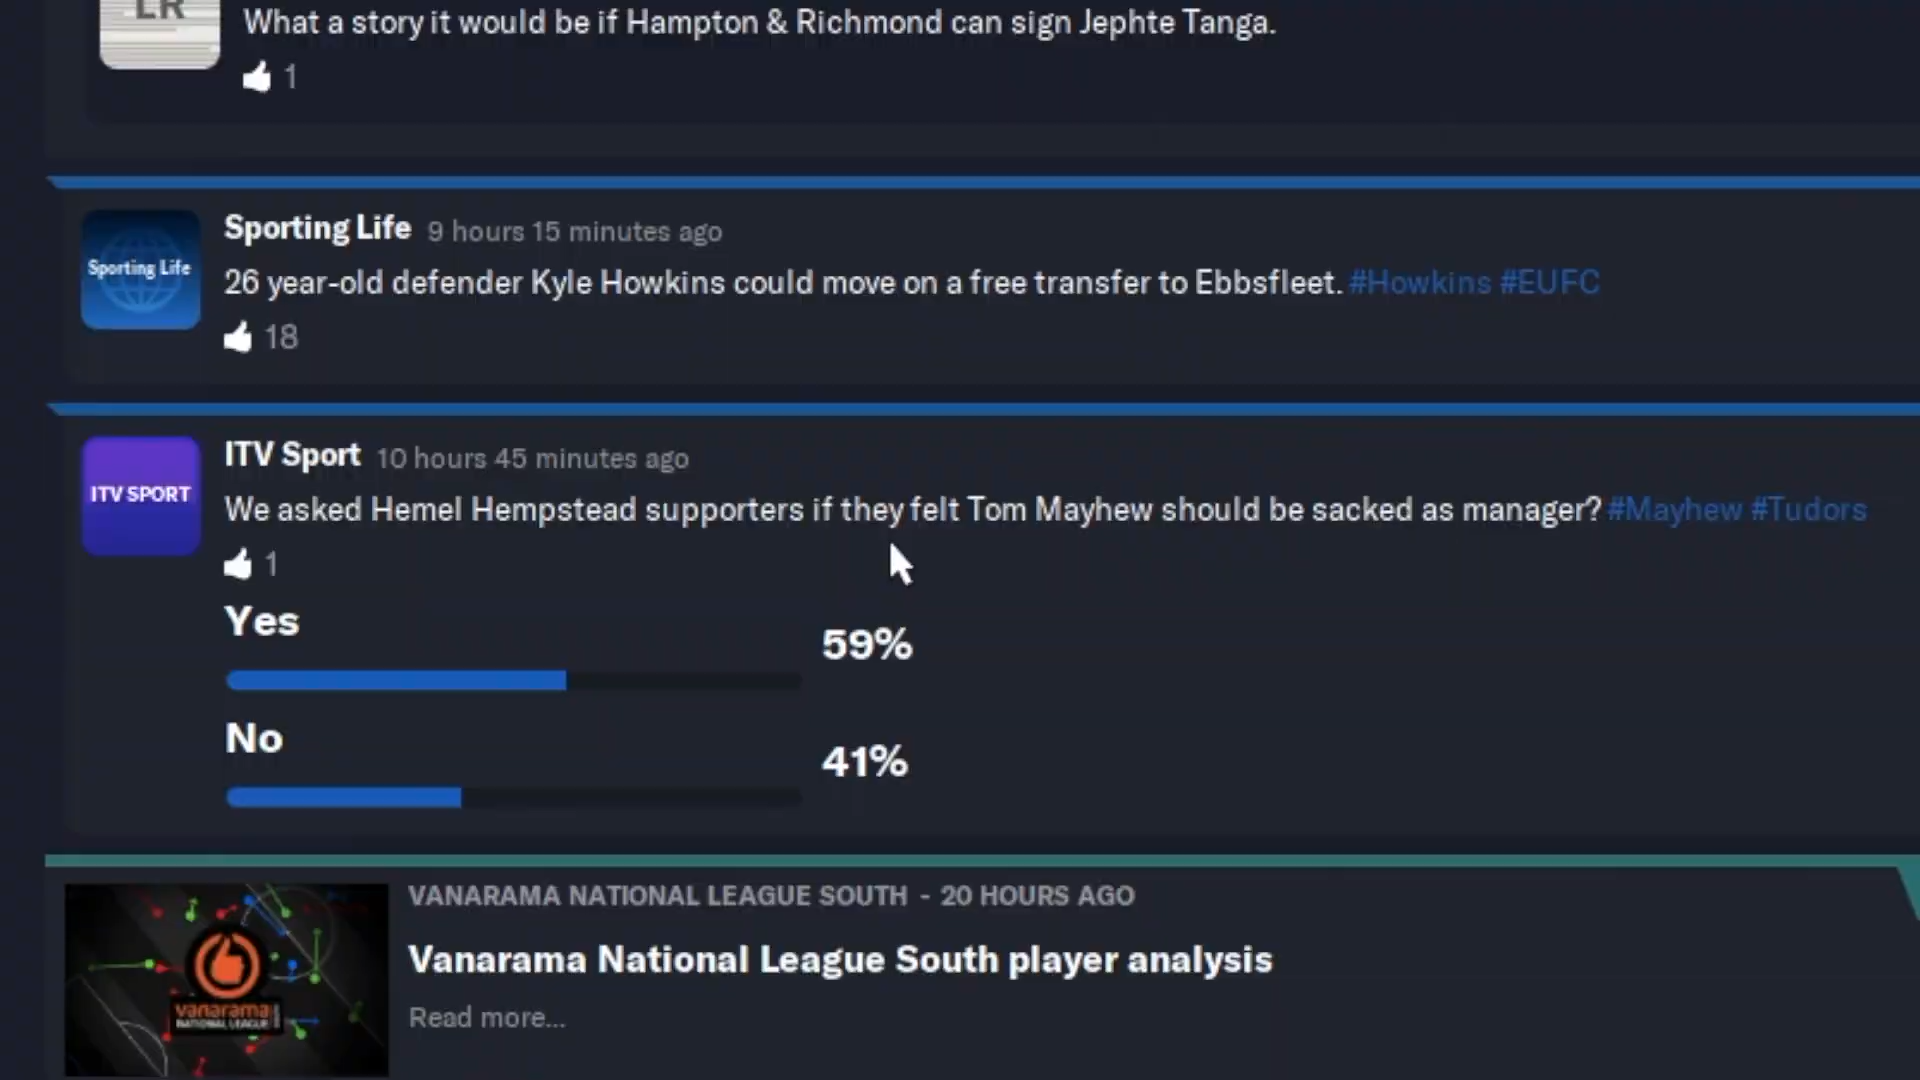 LR
What a story it would be if Hampton & Richmond can sign Jephte Tanga.
1
Sporting Life 9 hours 15 minutes ago
Sporting Life
26 year-old defender Kyle Howkins could move on a free transfer to Ebbsfleet. #Howkins #EUFC
18
ITV Sport 10 hours 45 minutes ago
ITV SPORT
We asked Hemel Hempstead supporters if they felt Tom Mayhew should be sacked as manager? #Mayhew #Tudors
1
Yes
59%
No
41%
VANARAMA NATIONAL LEAGUE SOUTH - 20 HOURS AGO
Vanarama National League South player analysis
vanarama
NATIONAL LEAGUE
Read more...